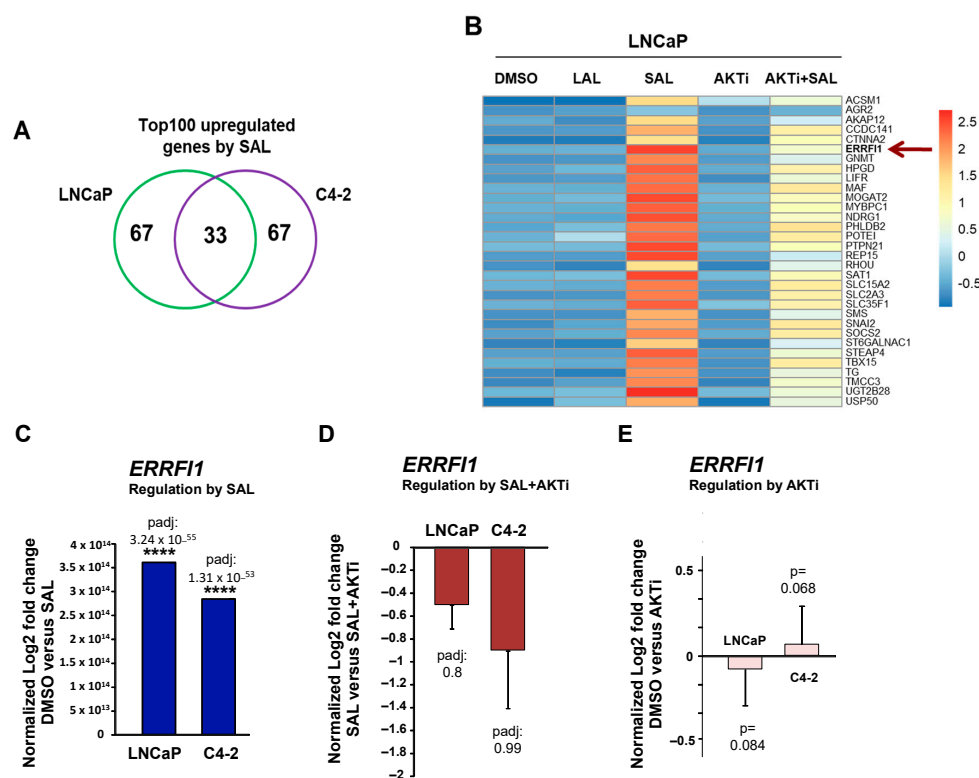 A
Top100 upregulated
genes by SAL
LNCaP
C4-2
67
33
67
B
LNCaP
DMSO LAL SAL AKTi AKTi+SAL
ACSM1
AGR2
AKAP12
CCDC141
CTNNA2
ERRFI1
GNMT
HPGD
LIFR
MAF
MOGAT2
MYBPC1
NDRG1
PHLDB2
POTEI
PTPN21
REP15
RHOU
SAT1
SLC15A2
SLC2A3
SLC35F1
SMS
SNAI2
SOCS2
ST6GALNAC1
STEAP4
TBX15
TG
TMCC3
UGT2B28
USP50
2.5
2
1.5
1
0.5
0
-0.5
C
ERRFI1
Regulation by SAL
Normalized Log2 fold change
DMSO versus SAL
4 x 10¹⁴
3.5 x 10¹⁴
3 x 10¹⁴
2.5 x 10¹⁴
2 x 10¹⁴
1.5 x 10¹⁴
1 x 10¹⁴
5 x 10¹³
padj:
3.24 x 10₋⁵⁵
****
padj:
1.31 x 10₋⁵³
****
LNCaP C4-2
D
ERRFI1
Regulation by SAL+AKTi
Normalized Log2 fold change
SAL versus SAL+AKTi
LNCaP C4-2
0
−0.2
−0.4
−0.6
−0.8
−1
−1.2
−1.4
−1.6
−1.8
−2
padj:
0.8
padj:
0.99
E
ERRFI1
Regulation by AKTi
Normalized Log2 fold change
DMSO versus AKTi
0.5
0
−0.5
p=
0.068
LNCaP
C4-2
p=
0.084